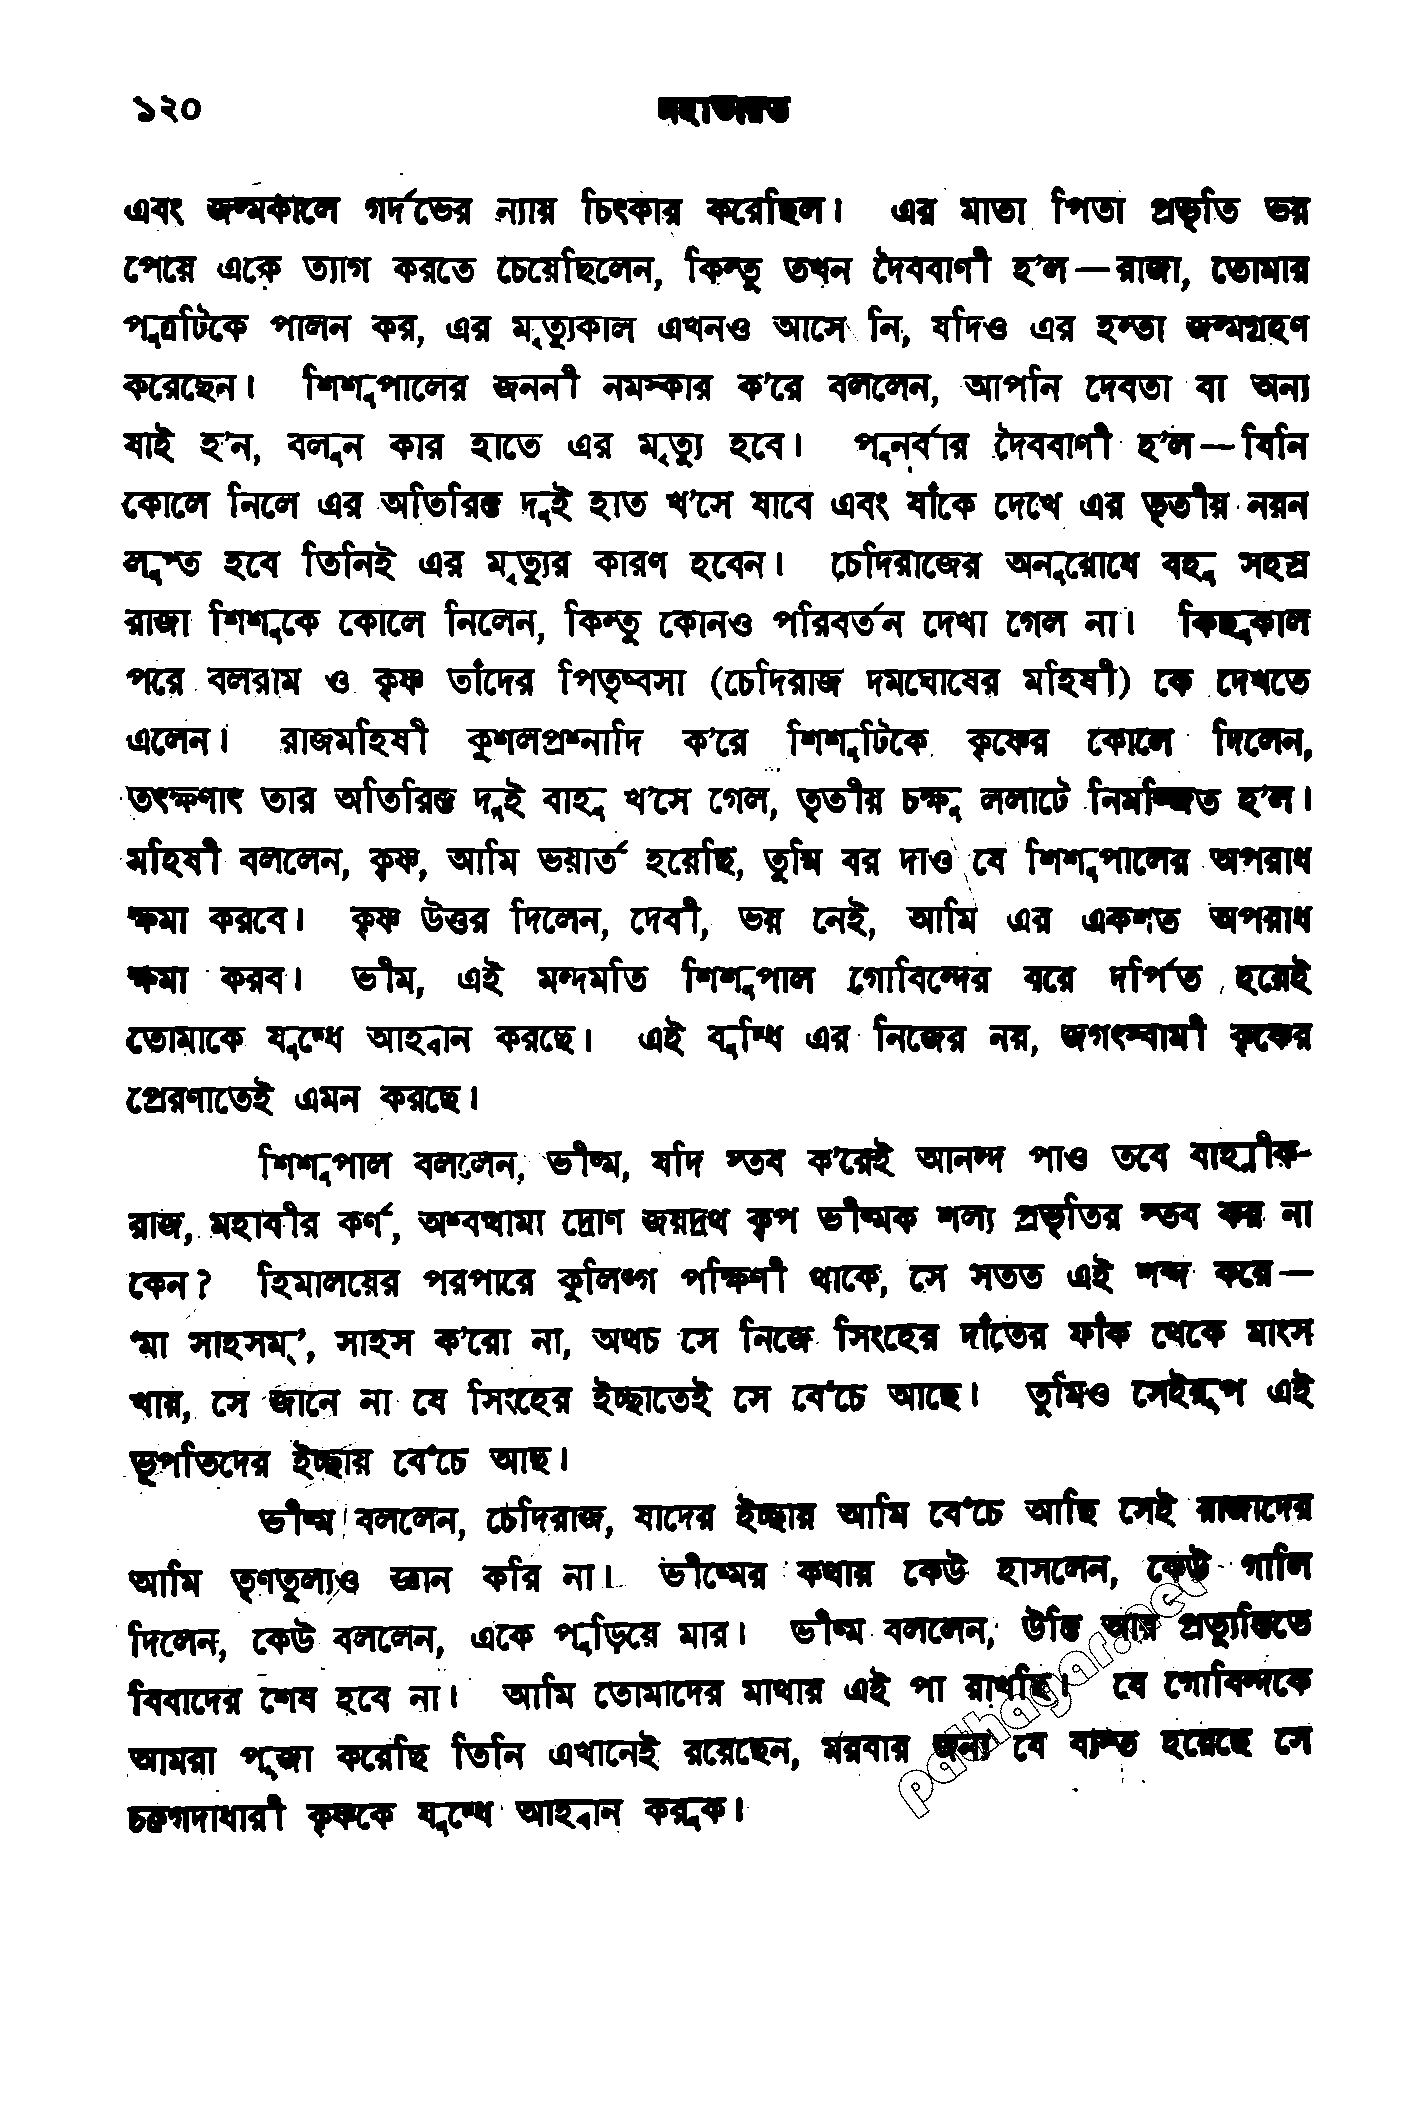 ১২০ মহাভারত
এবং জন্মকালে গর্দভের ন্যায় চিৎকার করেছিল। এর মাতা পিতা প্রভৃতি ভয়
পেয়ে একে ত্যাগ করতে চেয়েছিলেন, কিন্তু তখন দৈববাণী হ’ল—রাজা, তোমার
পুত্রটিকে পালন কর, এর মৃত্যুকাল এখনও আসে নি, যদিও এর হন্তা জন্মগ্রহণ
করেছেন। শিশুপালের জননী নমস্কার ক’রে বললেন, আপনি দেবতা বা অন্য
যাই হ’ন, বলুন কার হাতে এর মৃত্যু হবে। পুনর্বার দৈববাণী হ’ল—যিনি
কোলে নিলে এর অতিরিক্ত দুই হাত খ’সে যাবে এবং যাঁকে দেখে এর তৃতীয় নয়ন
লুপ্ত হবে তিনিই এর মৃত্যুর কারণ হবেন। চেদিরাজের অনুরোধে বহু সহস্র
রাজা শিশুকে কোলে নিলেন, কিন্তু কোনও পরিবর্তন দেখা গেল না। কিছুকাল
পরে বলরাম ও কৃষ্ণ তাঁদের পিতৃষ্বসা (চেদিরাজ দমঘোষের মহিষী) কে দেখতে
এলেন। রাজমহিষী কুশলপ্রশ্নাদি ক’রে শিশুটিকে কৃষ্ণের কোলে দিলেন,
তৎক্ষণাৎ তার অতিরিক্ত দুই বাহু খ’সে গেল, তৃতীয় চক্ষু ললাটে নিমজ্জিত হ’ল।
মহিষী বললেন, কৃষ্ণ, আমি ভয়ার্ত হয়েছি, তুমি বর দাও যে শিশুপালের অপরাধ
ক্ষমা করবে। কৃষ্ণ উত্তর দিলেন, দেবী, ভয় নেই, আমি এর একশত অপরাধ
ক্ষমা করব। ভীম, এই মন্দমতি শিশুপাল গোবিন্দের বরে দর্পিত হয়েই
তোমাকে যুদ্ধে আহ্বান করছে। এই বুদ্ধি এর নিজের নয়, জগৎস্বামী কৃষ্ণের
প্রেরণাতেই এমন করছে।
শিশুপাল বললেন, ভীষ্ম, যদি স্তব ক’রেই আনন্দ পাও তবে বাহ্লীক-
রাজ, মহাবীর কর্ণ, অশ্বত্থামা দ্রোণ জয়দ্রথ কৃপ ভীষ্মক শল্য প্রভৃতির স্তব কর না
কেন? হিমালয়ের পরপারে কুলিঙ্গ পক্ষিণী থাকে, সে সতত এই শব্দ করে—
‘মা সাহসম্’, সাহস ক’রো না, অথচ সে নিজে সিংহের দাঁতের ফাঁক থেকে মাংস
খায়, সে জানে না যে সিংহের ইচ্ছাতেই সে বেঁচে আছে। তুমিও সেইরূপ এই
ভূপতিদের ইচ্ছায় বেঁচে আছ।
ভীষ্ম বললেন, চেদিরাজ, যাদের ইচ্ছায় আমি বেঁচে আছি সেই রাজাদের
আমি তৃণতুল্যও জ্ঞান করি না। ভীষ্মের কথায় কেউ হাসলেন, কেউ গালি
দিলেন, কেউ বললেন, একে পুড়িয়ে মার। ভীষ্ম বললেন, উক্তি আর প্রত্যুক্তিতে
বিবাদের শেষ হবে না। আমি তোমাদের মাথায় এই পা রাখছি। যে গোবিন্দকে
আমরা পূজা করেছি তিনি এখানেই রয়েছেন, মরবার জন্য যে ব্যস্ত হয়েছে সে
চক্রগদাধারী কৃষ্ণকে যুদ্ধে আহ্বান করুক।
pathagar.net